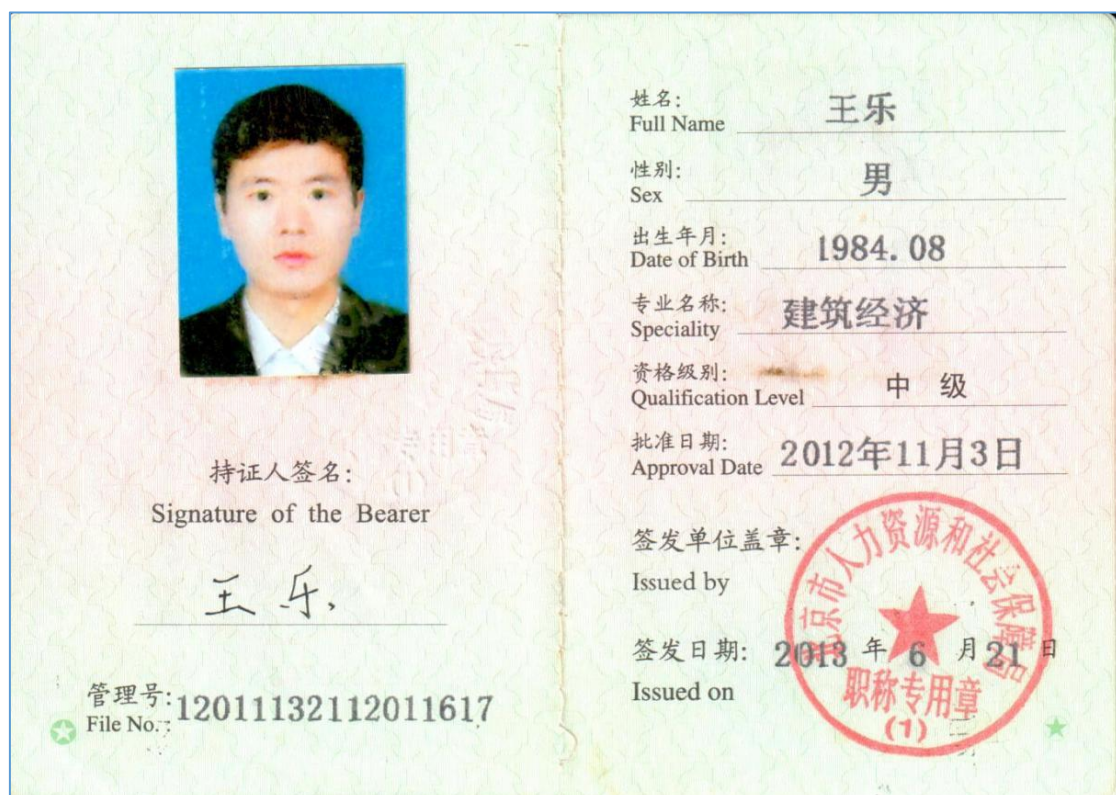 持证人签名:
Signature of the Bearer
王乐
管理号:
File No.:
12011132112011617
姓名:
Full Name
王乐
性别:
Sex
男
出生年月:
Date of Birth
1984.08
专业名称:
Speciality
建筑经济
资格级别:
Qualification Level
中 级
批准日期:
Approval Date
2012年11月3日
签发单位盖章:
Issued by
北京市人力资源和社会保障局
职称专用章
(1)
签发日期: 2013 年 6 月 21 日
Issued on